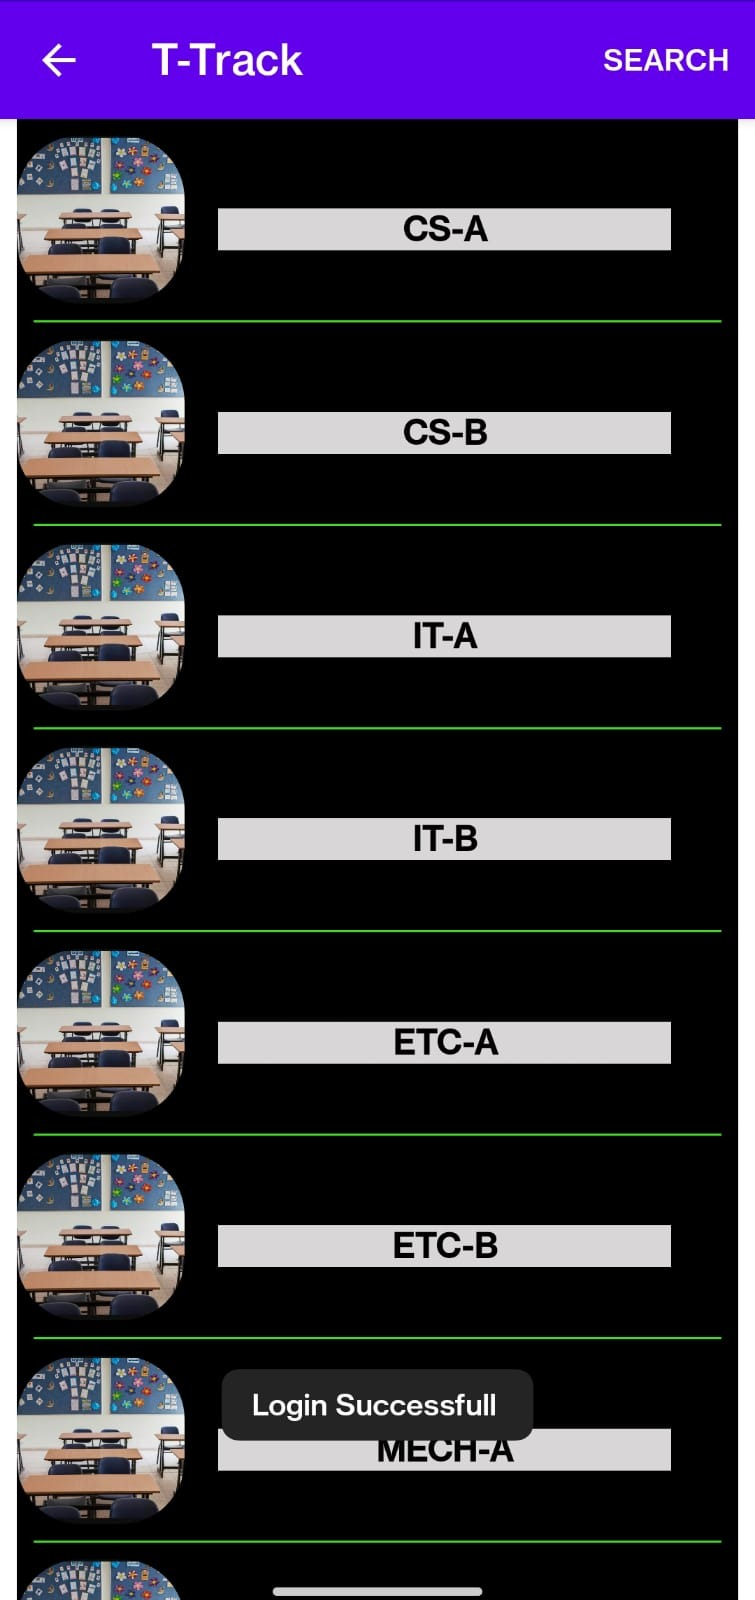 T-Track
SEARCH
CS-A
CS-B
IT-A
IT-B
ETC-A
ETC-B
Login Successfull
MECH-A